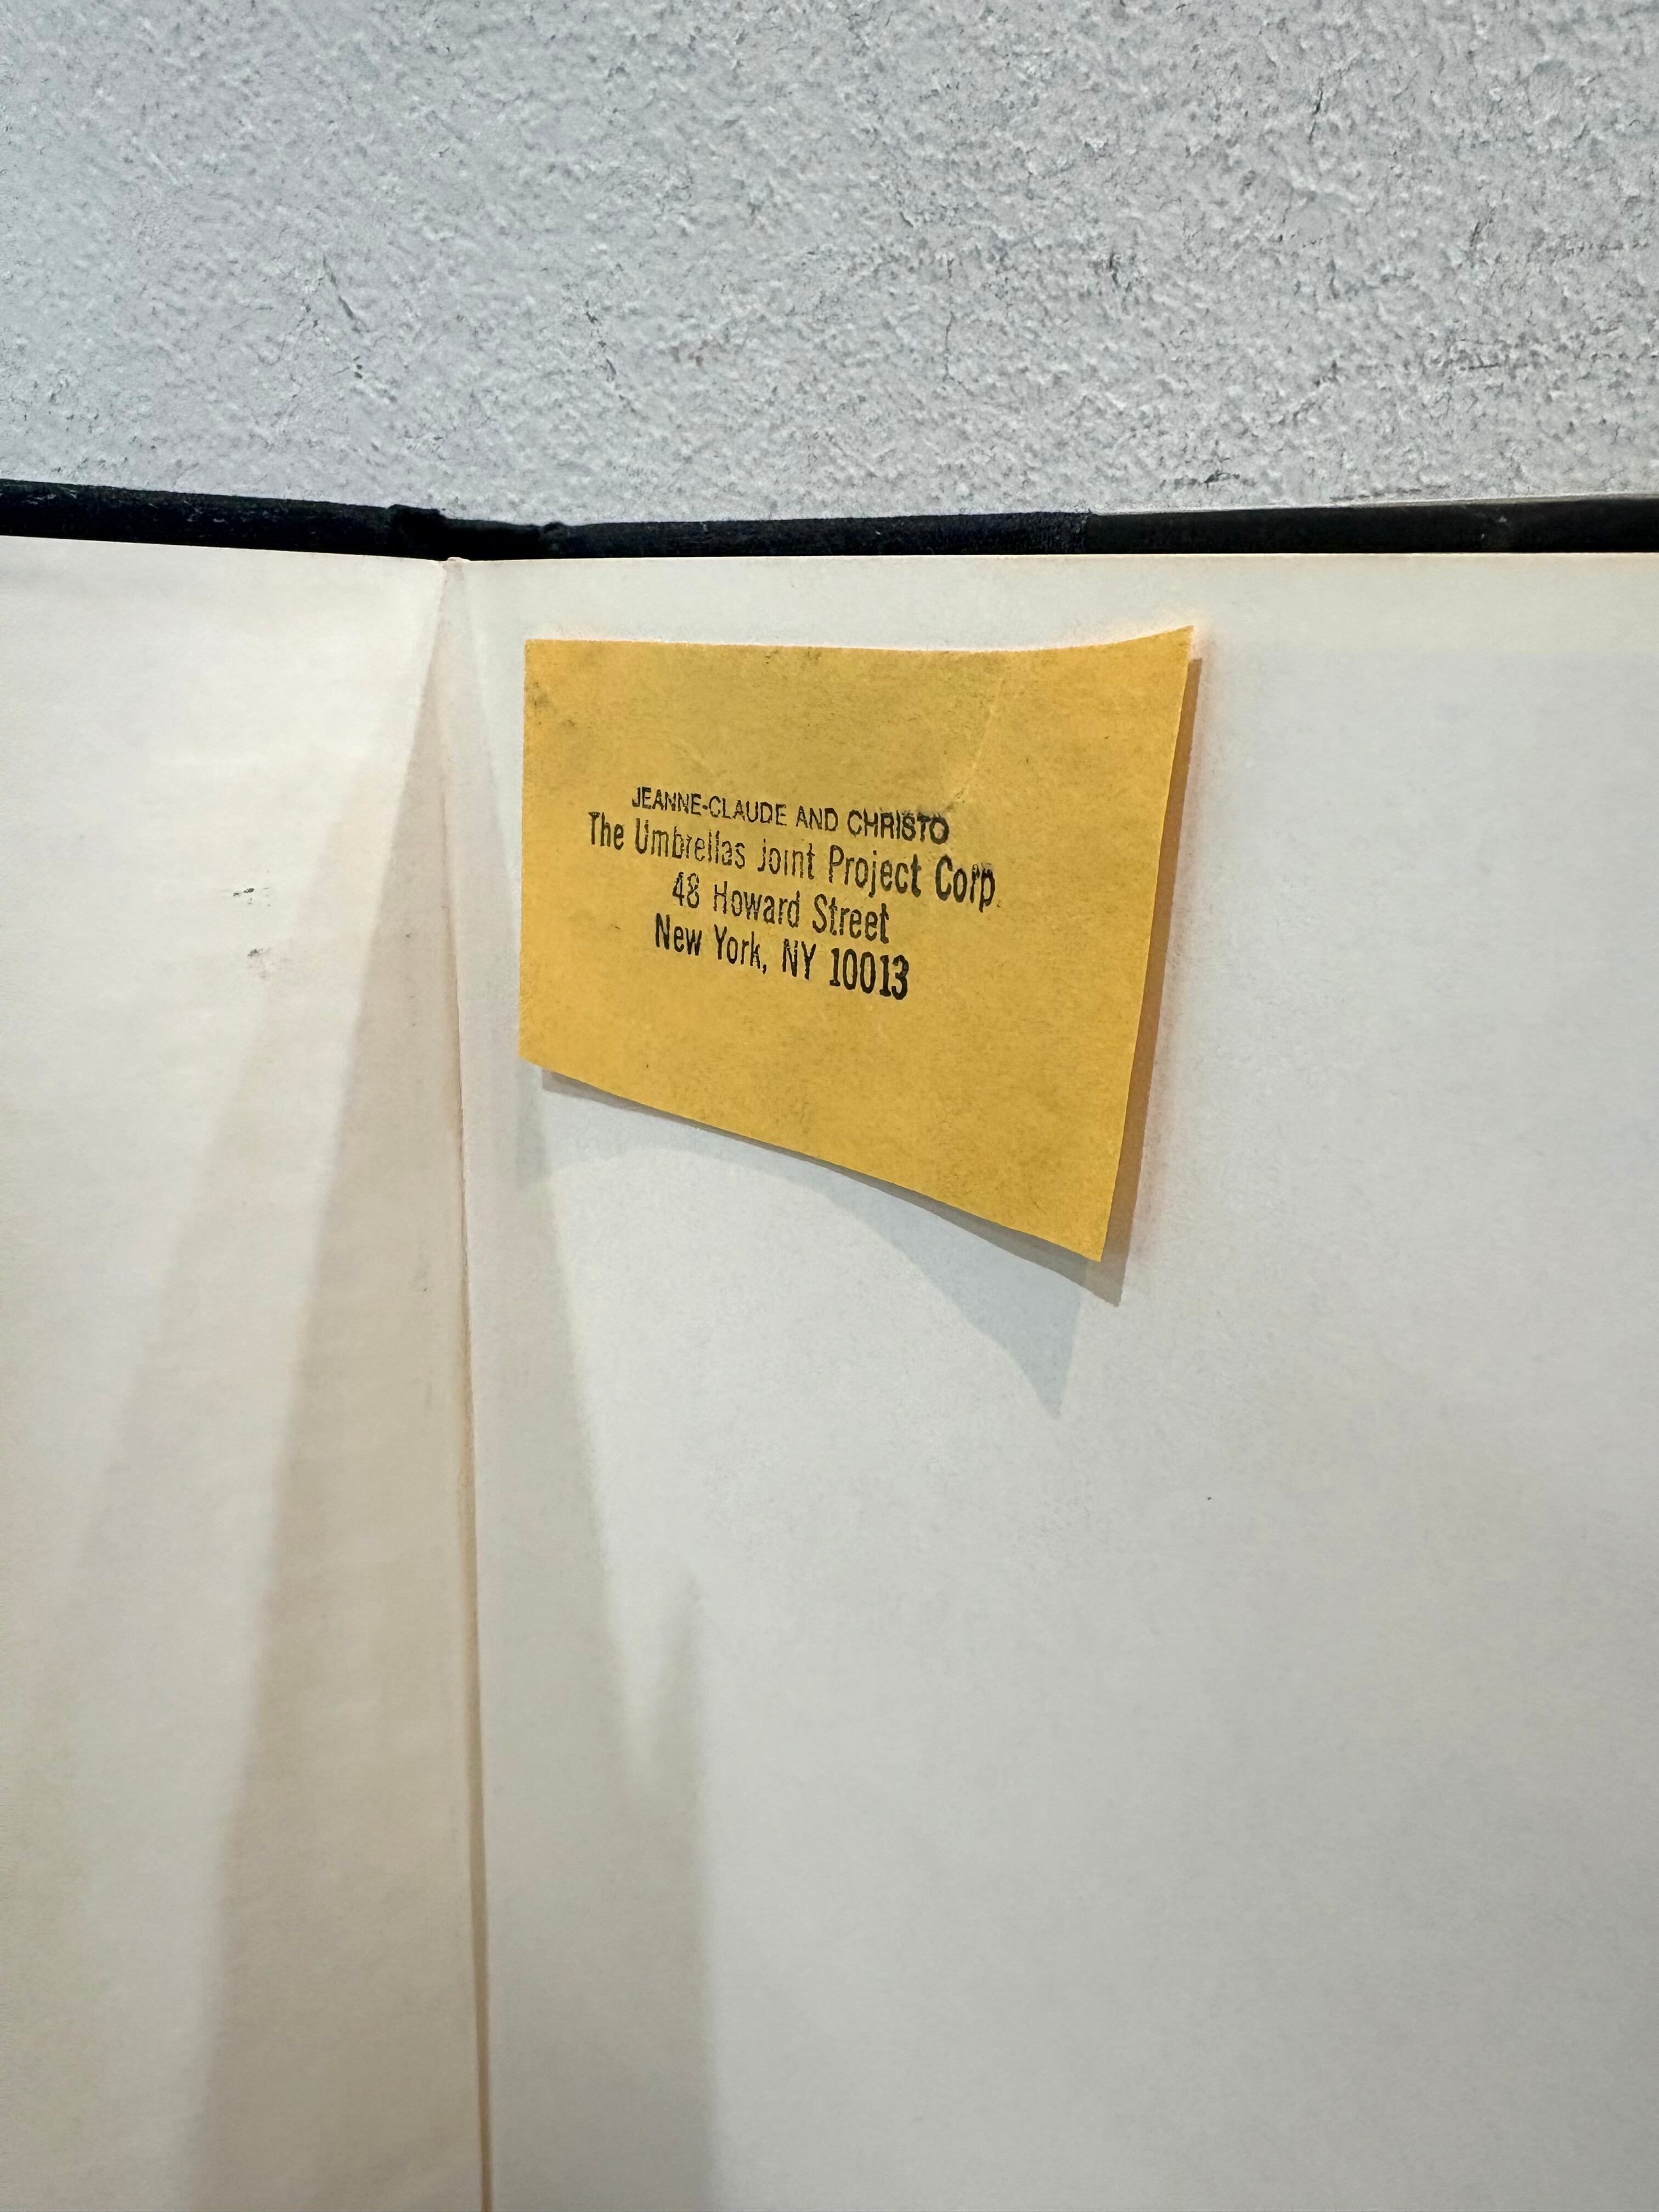 JEANNE-CLAUDE AND CHRISTO
The Umbrellas Joint Project Corp.
48 Howard Street
New York, NY 10013